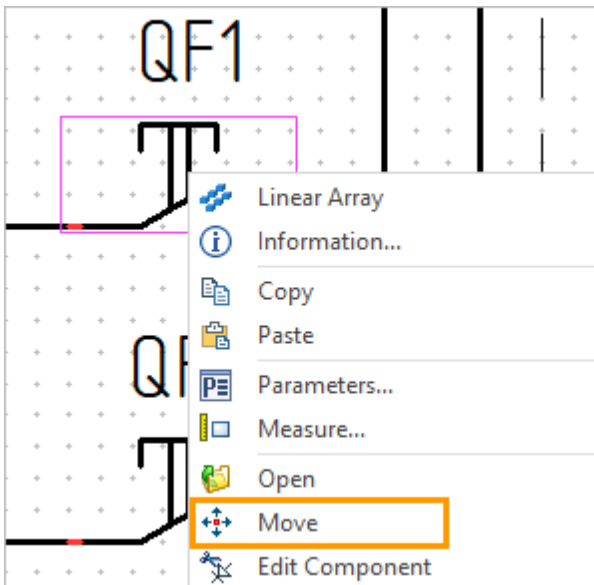 QF1
Linear Array
Information...
Copy
Paste
Parameters...
Measure...
Open
Move
Edit Component